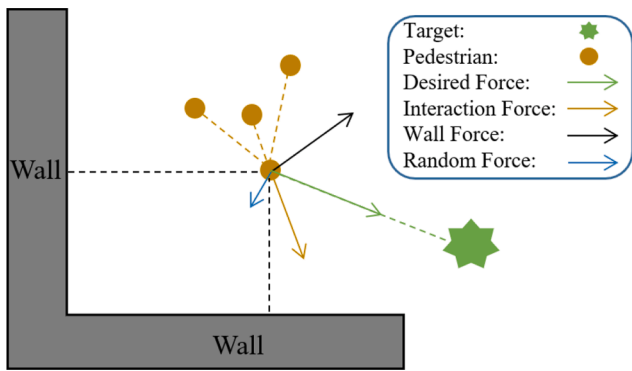 Target:
Pedestrian:
Desired Force:
Interaction Force:
Wall Force:
Random Force:
Wall
Wall